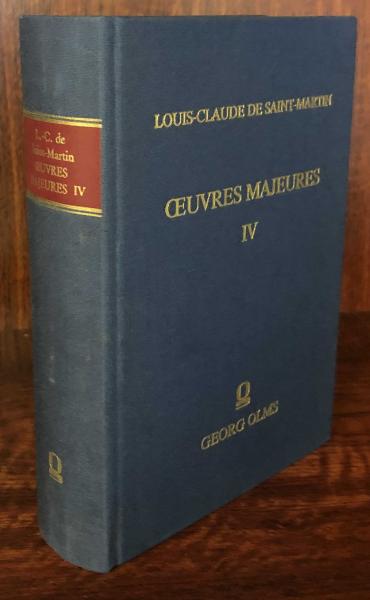 L.-C. de
Saint-Martin
ŒUVRES
MAJEURES IV
LOUIS-CLAUDE DE SAINT-MARTIN
ŒUVRES MAJEURES
IV
GEORG OLMS